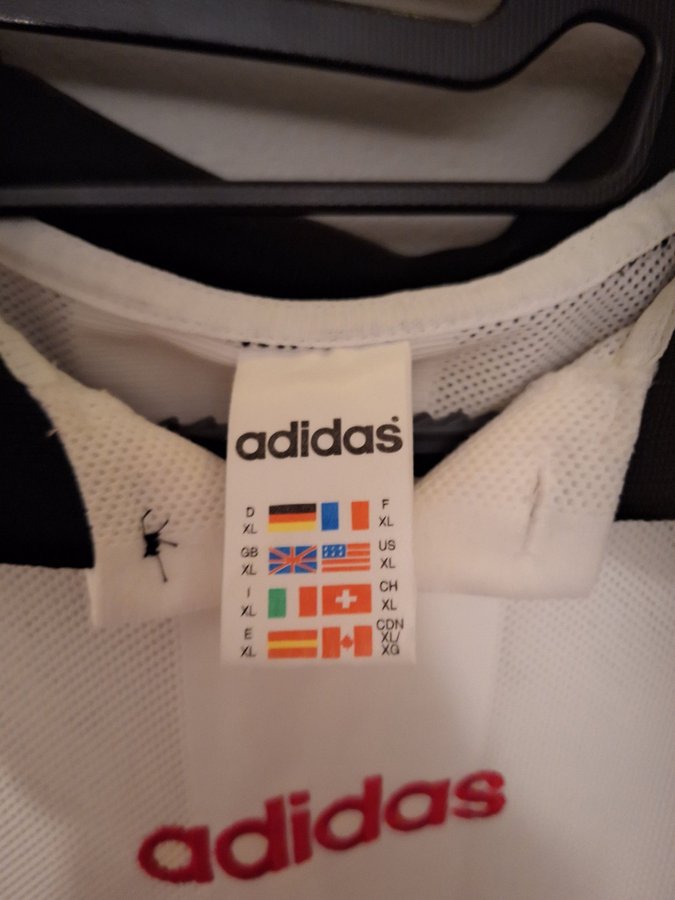 adidas®
D XL F XL
GB XL US XL
I XL CH XL
E XL CDN XL/ XG
adidas